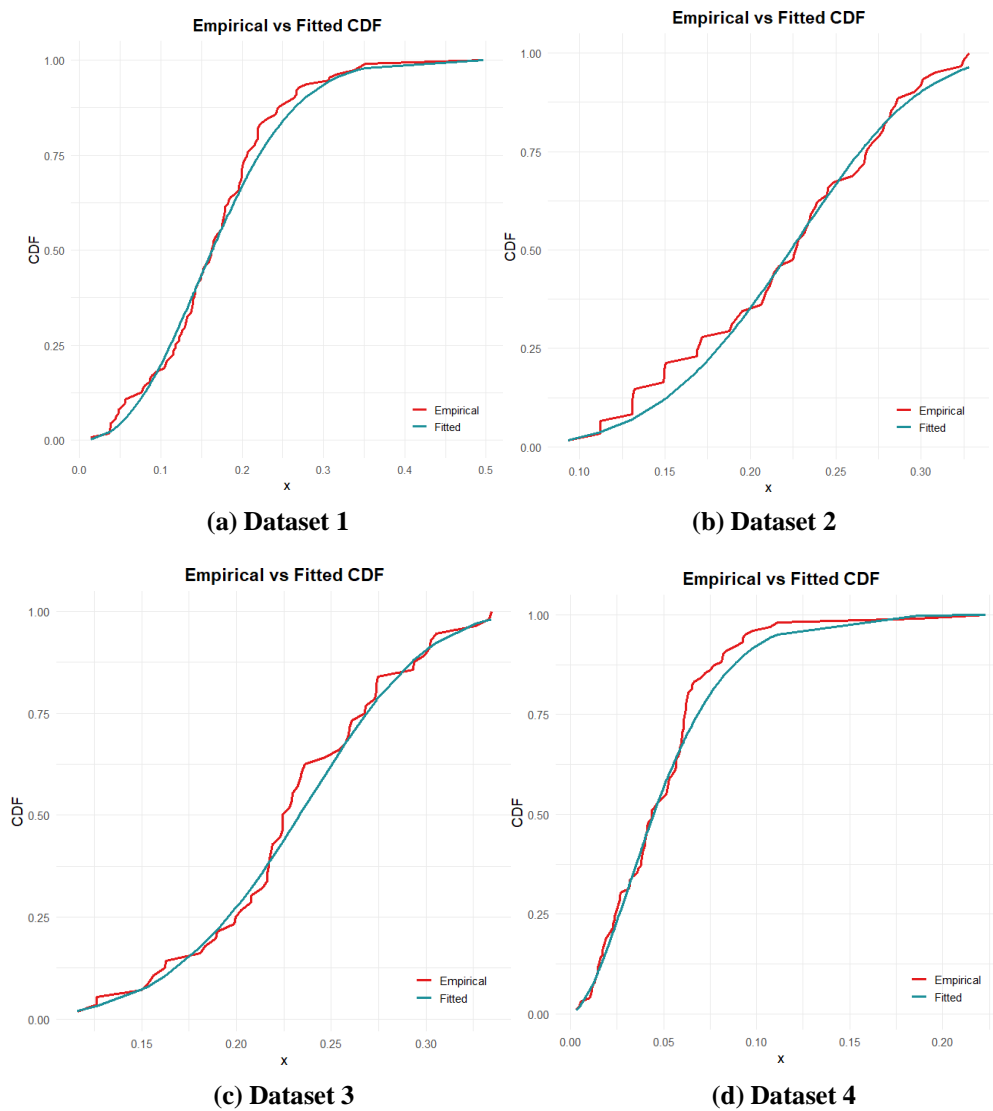 Empirical vs Fitted CDF
1.00
0.75
0.50
0.25
0.00
CDF
Empirical
Fitted
0.0
0.1
0.2
0.3
0.4
0.5
x
(a) Dataset 1
Empirical vs Fitted CDF
1.00
0.75
0.50
0.25
0.00
CDF
Empirical
Fitted
0.10
0.15
0.20
0.25
0.30
x
(b) Dataset 2
Empirical vs Fitted CDF
1.00
0.75
0.50
0.25
0.00
CDF
Empirical
Fitted
0.15
0.20
0.25
0.30
x
(c) Dataset 3
Empirical vs Fitted CDF
1.00
0.75
0.50
0.25
0.00
CDF
Empirical
Fitted
0.00
0.05
0.10
0.15
0.20
x
(d) Dataset 4